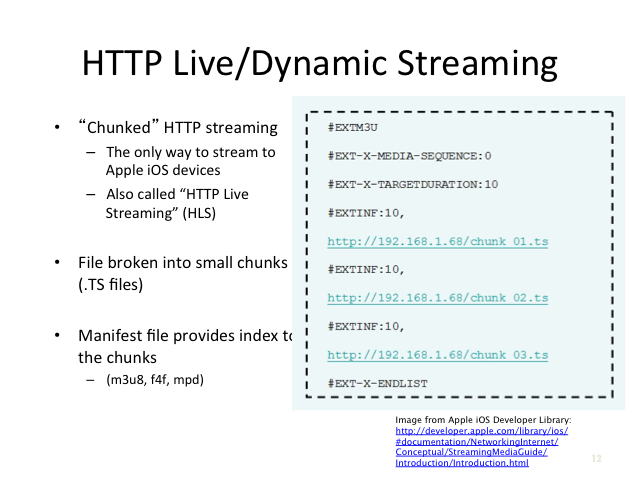 HTTP Live/Dynamic Streaming
• “Chunked” HTTP streaming
– The only way to stream to
Apple iOS devices
– Also called “HTTP Live
Streaming” (HLS)
• File broken into small chunks
(.TS files)
• Manifest file provides index to
the chunks
– (m3u8, f4f, mpd)
#EXTM3U
#EXT-X-MEDIA-SEQUENCE:0
#EXT-X-TARGETDURATION:10
#EXTINF:10,
http://192.168.1.68/chunk_01.ts
#EXTINF:10,
http://192.168.1.68/chunk_02.ts
#EXTINF:10,
http://192.168.1.68/chunk_03.ts
#EXT-X-ENDLIST
Image from Apple iOS Developer Library:
http://developer.apple.com/library/ios/
#documentation/NetworkingInternet/
Conceptual/StreamingMediaGuide/
Introduction/Introduction.html
12